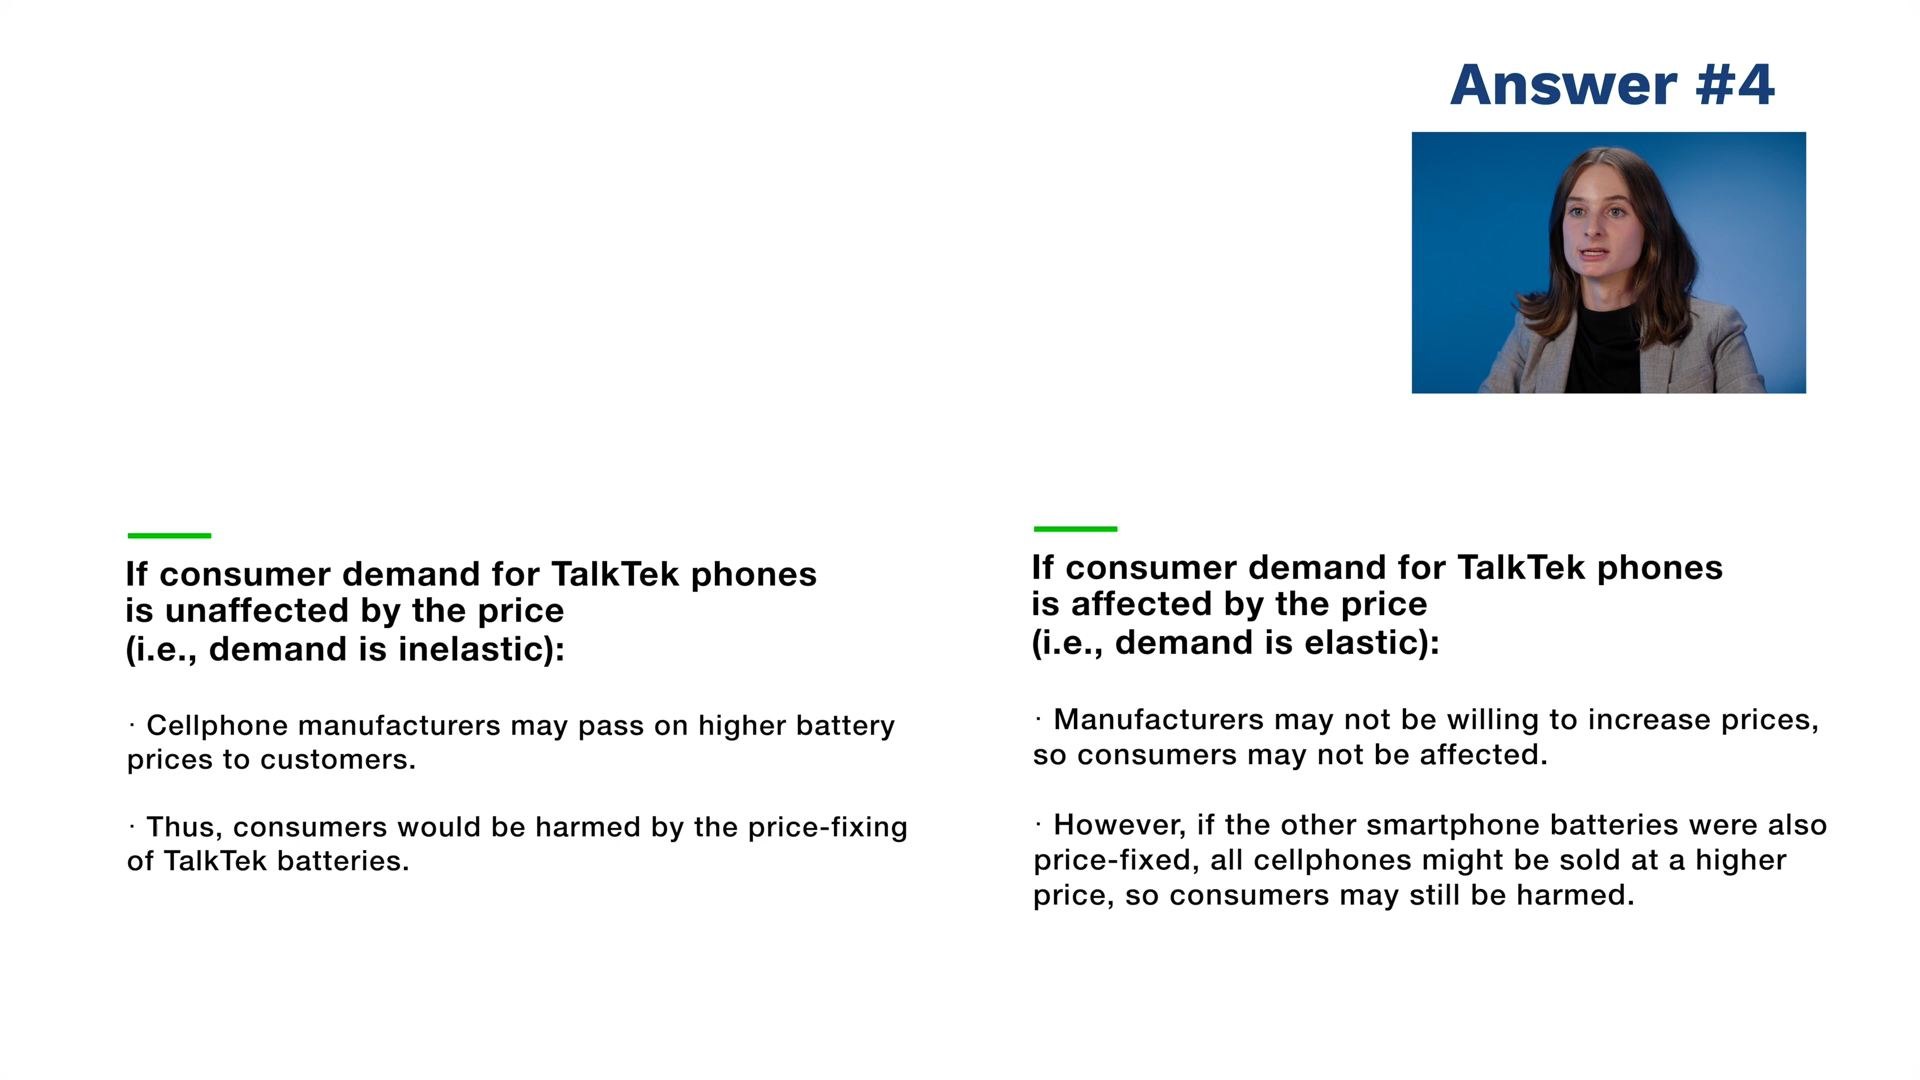 Answer #4
If consumer demand for TalkTek phones
is unaffected by the price
(i.e., demand is inelastic):
· Cellphone manufacturers may pass on higher battery
prices to customers.
· Thus, consumers would be harmed by the price-fixing
of TalkTek batteries.
If consumer demand for TalkTek phones
is affected by the price
(i.e., demand is elastic):
· Manufacturers may not be willing to increase prices,
so consumers may not be affected.
· However, if the other smartphone batteries were also
price-fixed, all cellphones might be sold at a higher
price, so consumers may still be harmed.